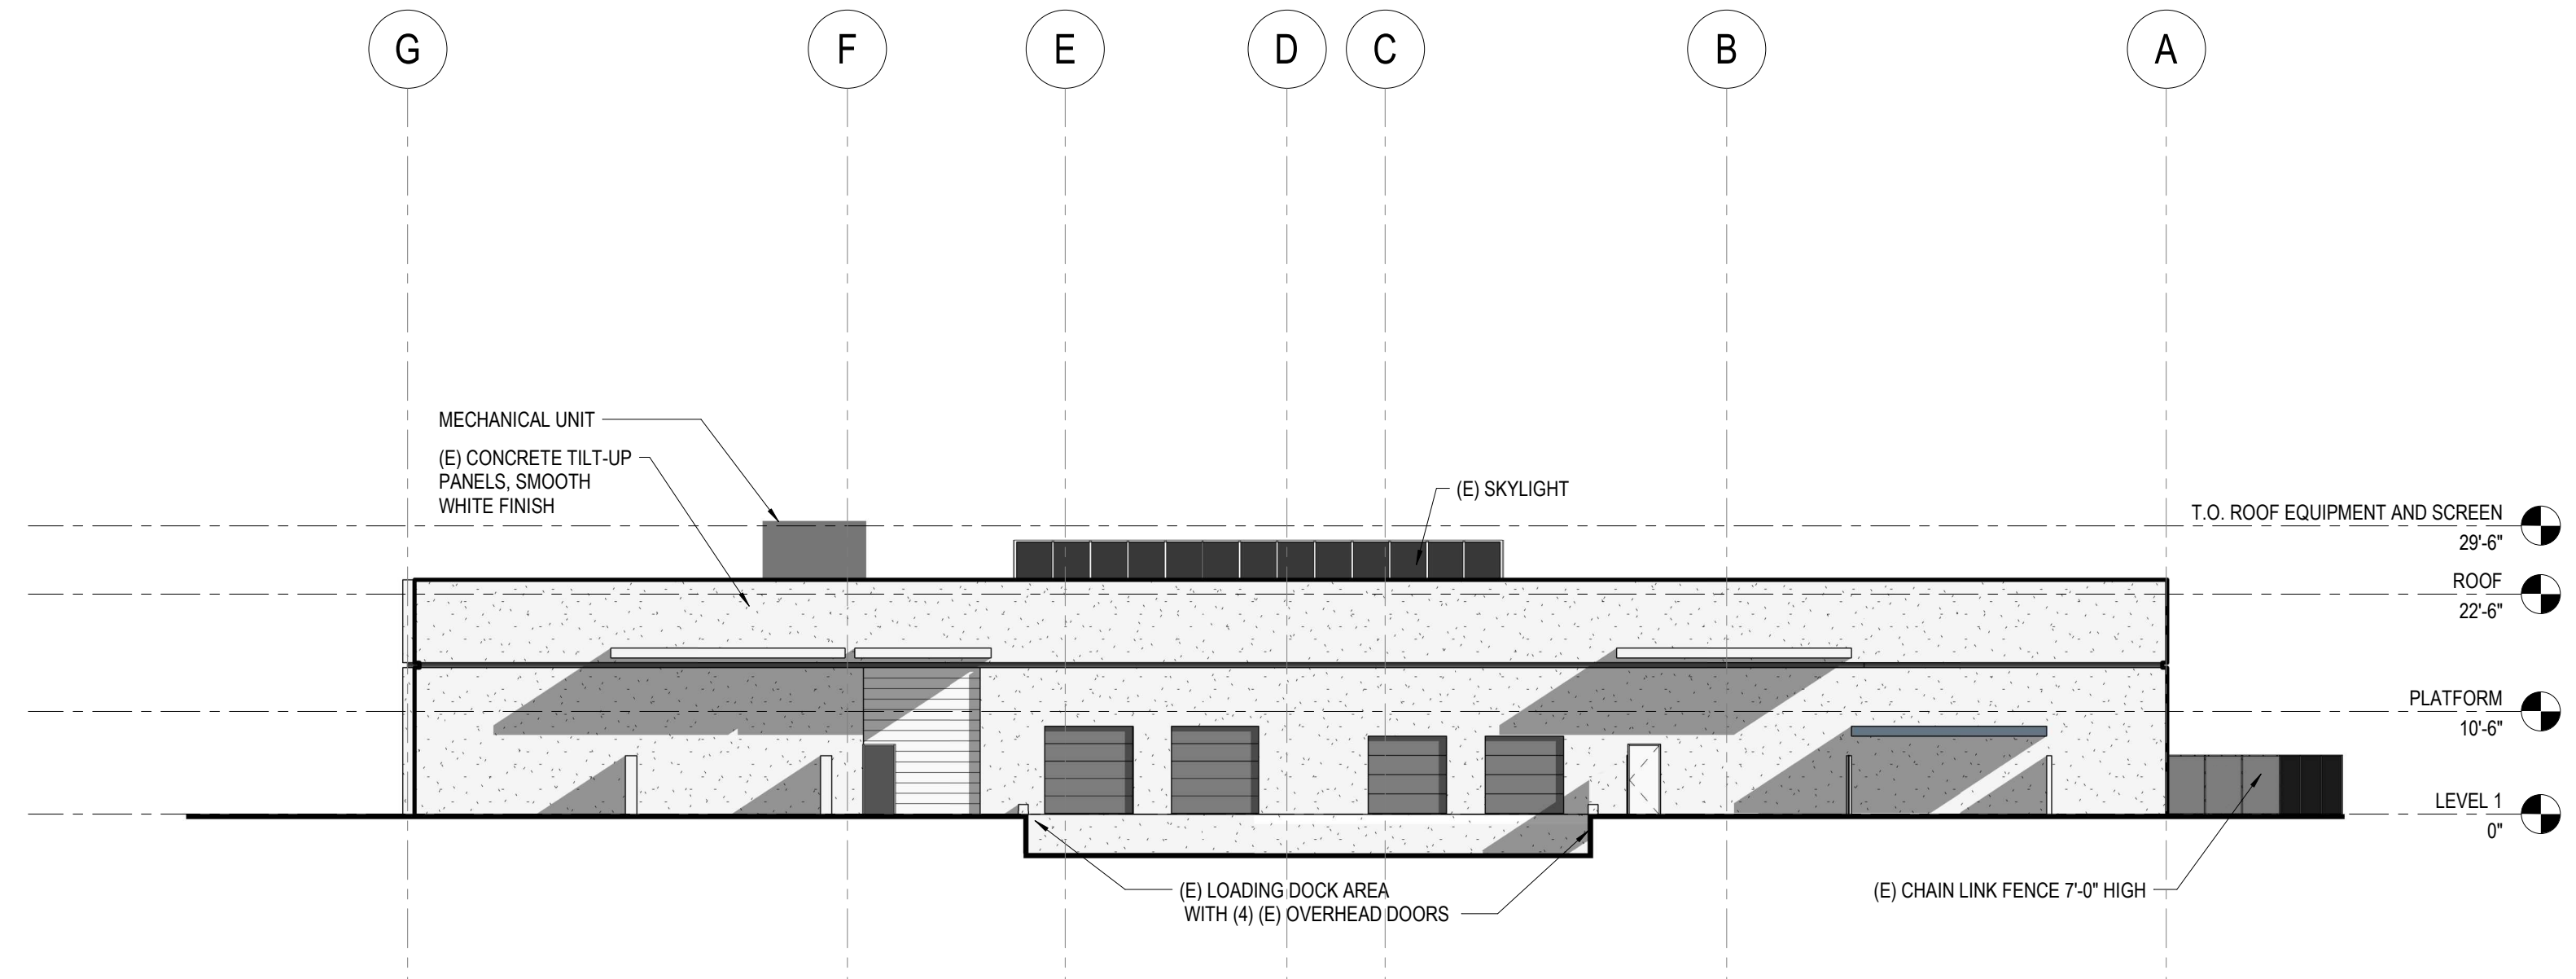 G
F
E
D
C
B
A
MECHANICAL UNIT
(E) CONCRETE TILT-UP
PANELS, SMOOTH
WHITE FINISH
(E) SKYLIGHT
T.O. ROOF EQUIPMENT AND SCREEN
29'-6"
ROOF
22'-6"
PLATFORM
10'-6"
LEVEL 1
0"
(E) LOADING DOCK AREA
WITH (4) (E) OVERHEAD DOORS
(E) CHAIN LINK FENCE 7'-0" HIGH